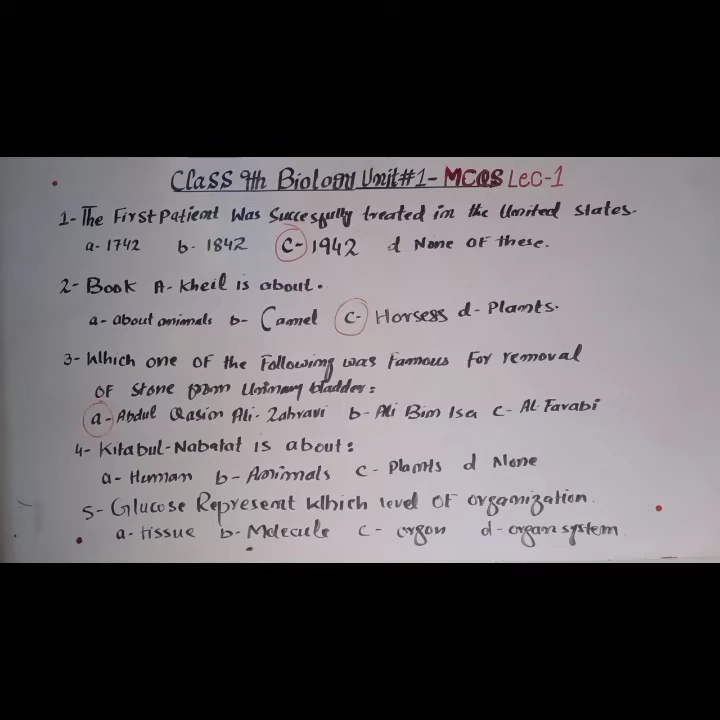 Class 9th Biology Unit#1- MCQS Lec-1
1- The First Patient Was Succesfully treated in the United states.
a- 1742 b- 1842 c- 1942 d None OF these.
2- Book A- kheil is about.
a- about animals b- Camel c- Horsess d- Plants.
3- Which one of the Following was Famous For removal
OF stone from Urinary bladder:
a- Abdul Qasim Ali- Zahravi b- Ali Bim Isa c- AL-Farabi
4- Kitabul-Nabatat is about:
a- Human b- Animals c- Plants d None
5- Glucose Represent Which level OF organization.
a- tissue b- Molecule c- orgon d- organ system.